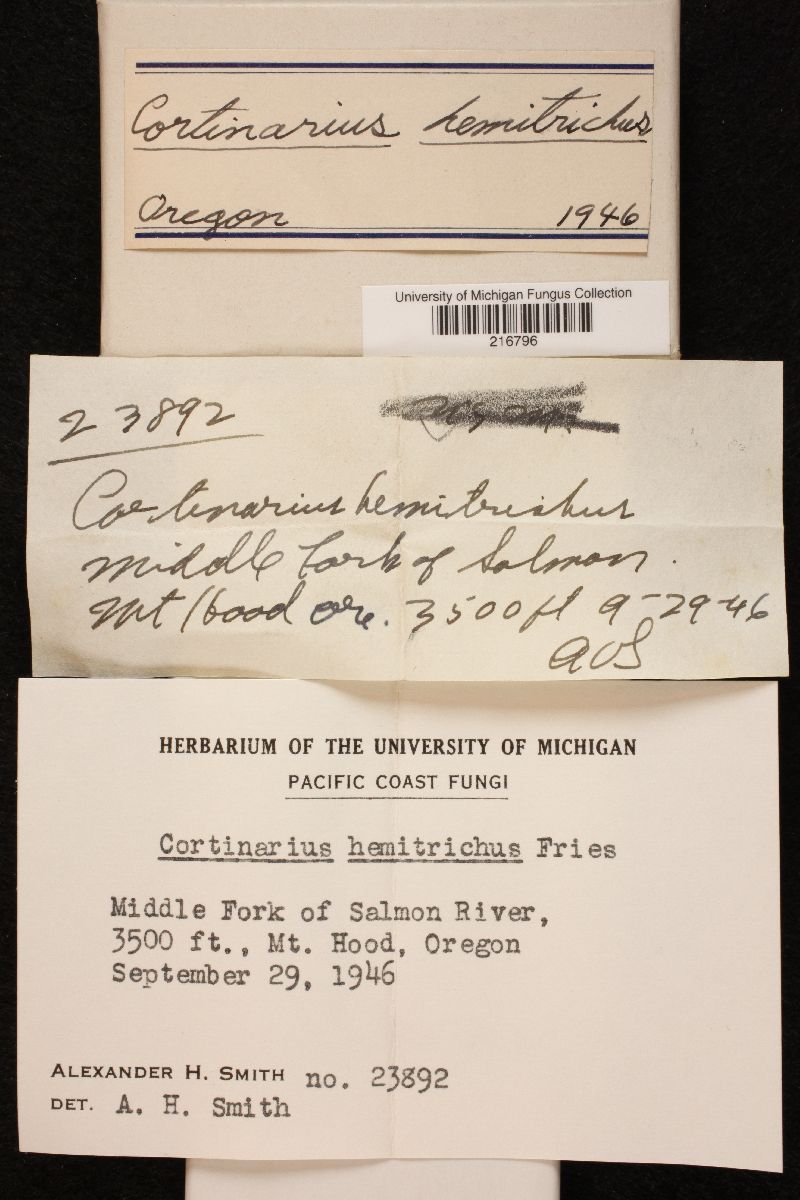 Cortinarius hemitrichus
Oregon 1946
University of Michigan Fungus Collection
216796
23892
Cortinarius hemitrichus
Middle Fork of Salmon.
Mt Hood Ore. 3500 ft 9-29-46
HERBARIUM OF THE UNIVERSITY OF MICHIGAN
PACIFIC COAST FUNGI
Cortinarius hemitrichus Fries
Middle Fork of Salmon River,
3500 ft., Mt. Hood, Oregon
September 29, 1946
ALEXANDER H. SMITH no. 23892
DET. A. H. Smith